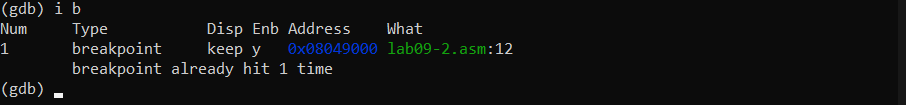 (gdb) i b
Num     Type           Disp Enb Address    What
1       breakpoint     keep y   0x08049000 lab09-2.asm:12
        breakpoint already hit 1 time
(gdb)